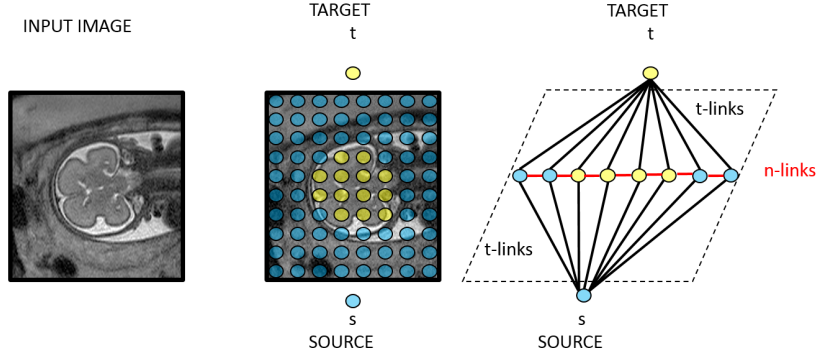 INPUT IMAGE
TARGET
t
s
SOURCE
TARGET
t
t-links
n-links
t-links
s
SOURCE